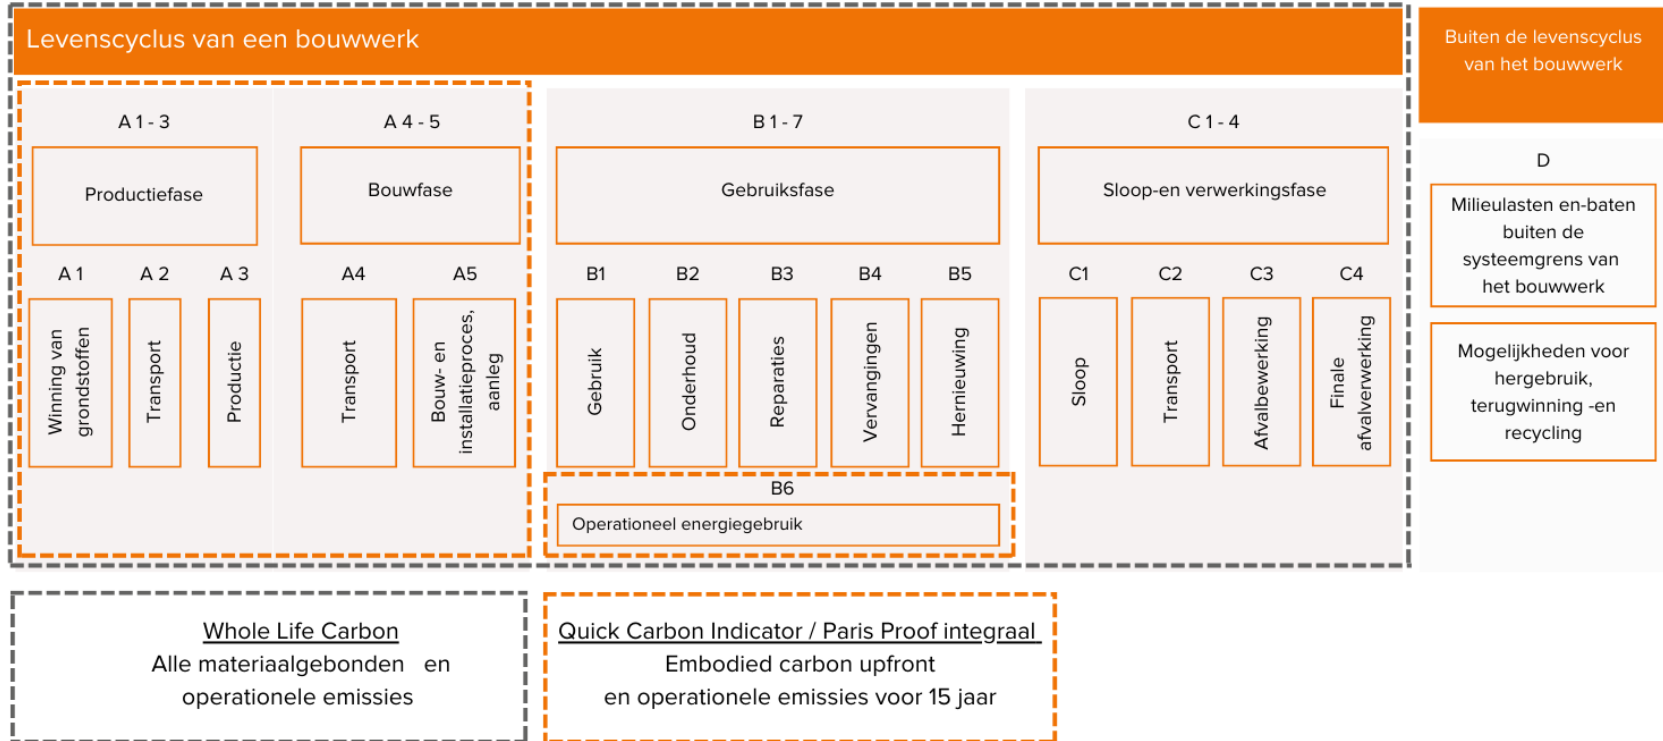 Levenscyclus van een bouwwerk
Buiten de levenscyclus
van het bouwwerk
A 1 - 3
A 4 - 5
B 1 - 7
C 1 - 4
D
Productiefase
Bouwfase
Gebruiksfase
Sloop-en verwerkingsfase
Milieulasten en-baten
buiten de
systeemgrens van
het bouwwerk
A 1
A 2
A 3
A4
A5
B1
B2
B3
B4
B5
C1
C2
C3
C4
Winning van
grondstoffen
Transport
Productie
Transport
Bouw- en
installatieproces,
aanleg
Gebruik
Onderhoud
Reparaties
Vervangingen
Hernieuwing
Sloop
Transport
Afvalbewerking
Finale
afvalverwerking
Mogelijkheden voor
hergebruik,
terugwinning -en
recycling
B6
Operationeel energiegebruik
Whole Life Carbon
Alle materiaalgebonden en
operationele emissies
Quick Carbon Indicator / Paris Proof integraal
Embodied carbon upfront
en operationele emissies voor 15 jaar